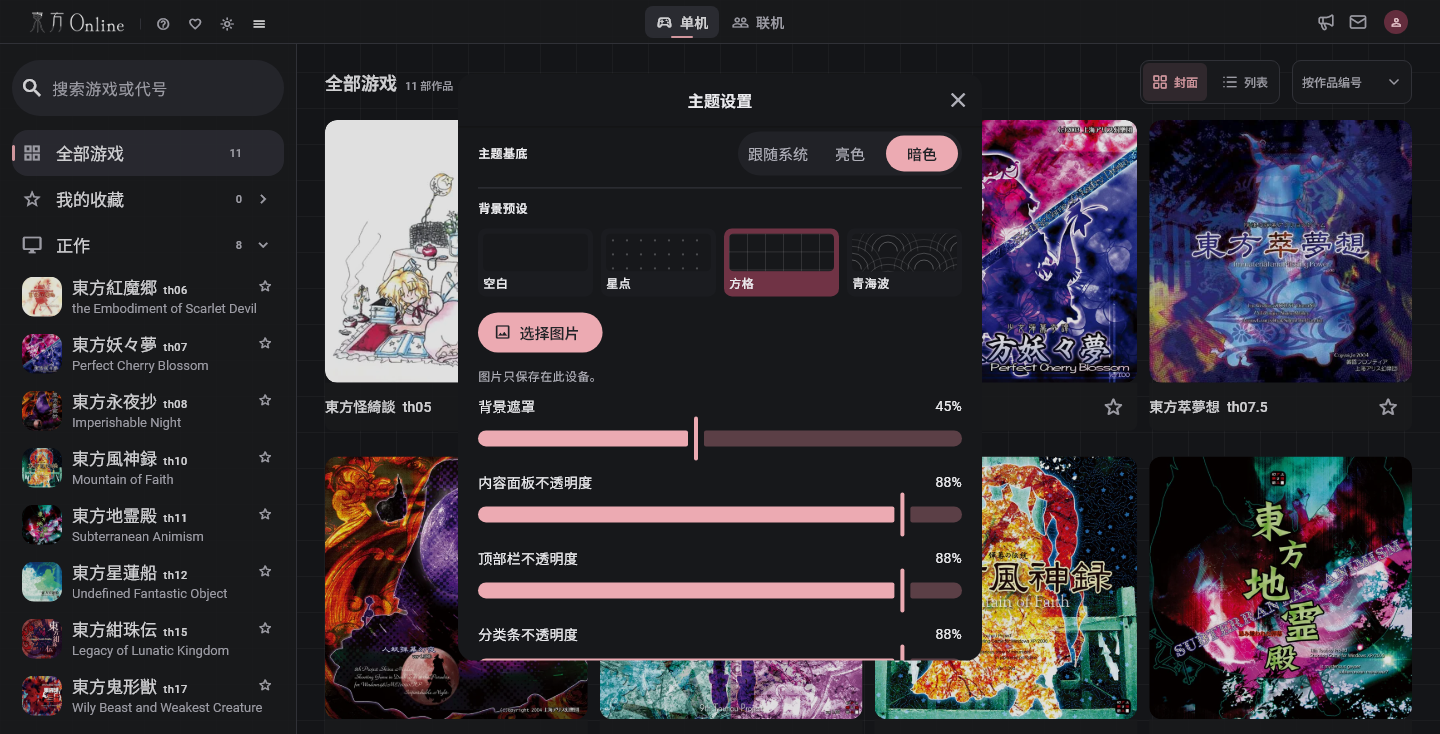 東方Online
单机
联机
搜索游戏或代号
全部游戏 11
我的收藏 0
正作 8
東方紅魔郷 th06
the Embodiment of Scarlet Devil
東方妖々夢 th07
Perfect Cherry Blossom
東方永夜抄 th08
Imperishable Night
東方風神録 th10
Mountain of Faith
東方地霊殿 th11
Subterranean Animism
東方星蓮船 th12
Undefined Fantastic Object
東方紺珠伝 th15
Legacy of Lunatic Kingdom
東方鬼形獣 th17
Wily Beast and Weakest Creature
全部游戏 11 部作品
封面
列表
按作品编号
主题设置
主题基底
跟随系统
亮色
暗色
背景预设
空白
星点
方格
青海波
选择图片
图片只保存在此设备。
背景遮罩 45%
内容面板不透明度 88%
顶部栏不透明度 88%
分类条不透明度 88%
東方怪綺談 th05
方妖々夢
Perfect Cherry Blossom
東方萃夢想
東方萃夢想 th07.5
風神録
tain of Faith
東方地霊殿
SUBTERRANEAN ANIMISM